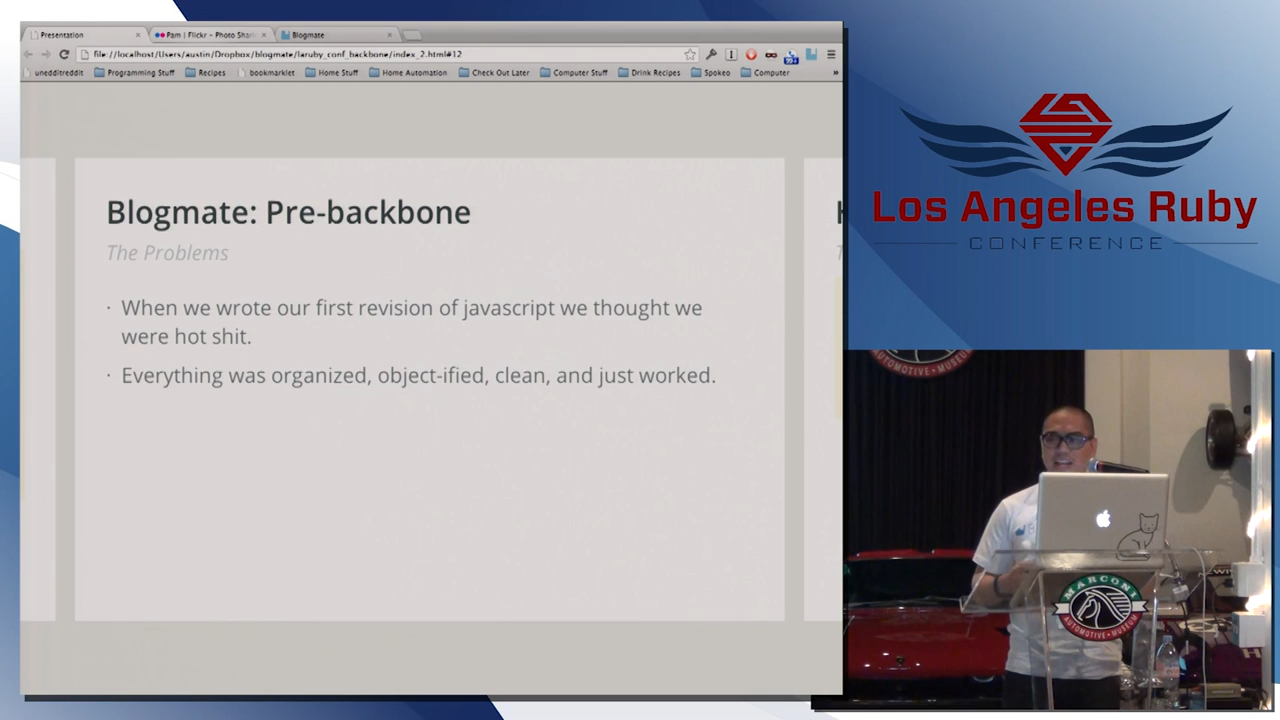 Presentation
Pam | Flickr - Photo Shari
Blogmate
file://localhost/Users/austin/Dropbox/blogmate/laruby_conf_backbone/index_2.html#12
unedditreddit
Programming Stuff
Recipes
bookmarklet
Home Stuff
Home Automation
Check Out Later
Computer Stuff
Drink Recipes
Spokeo
Computer
»
Blogmate: Pre-backbone
The Problems
· When we wrote our first revision of javascript we thought we
were hot shit.
· Everything was organized, object-ified, clean, and just worked.
Los Angeles Ruby
CONFERENCE
AUTOMOTIVE • MUSEUM
MARCONI
AUTOMOTIVE • MUSEUM